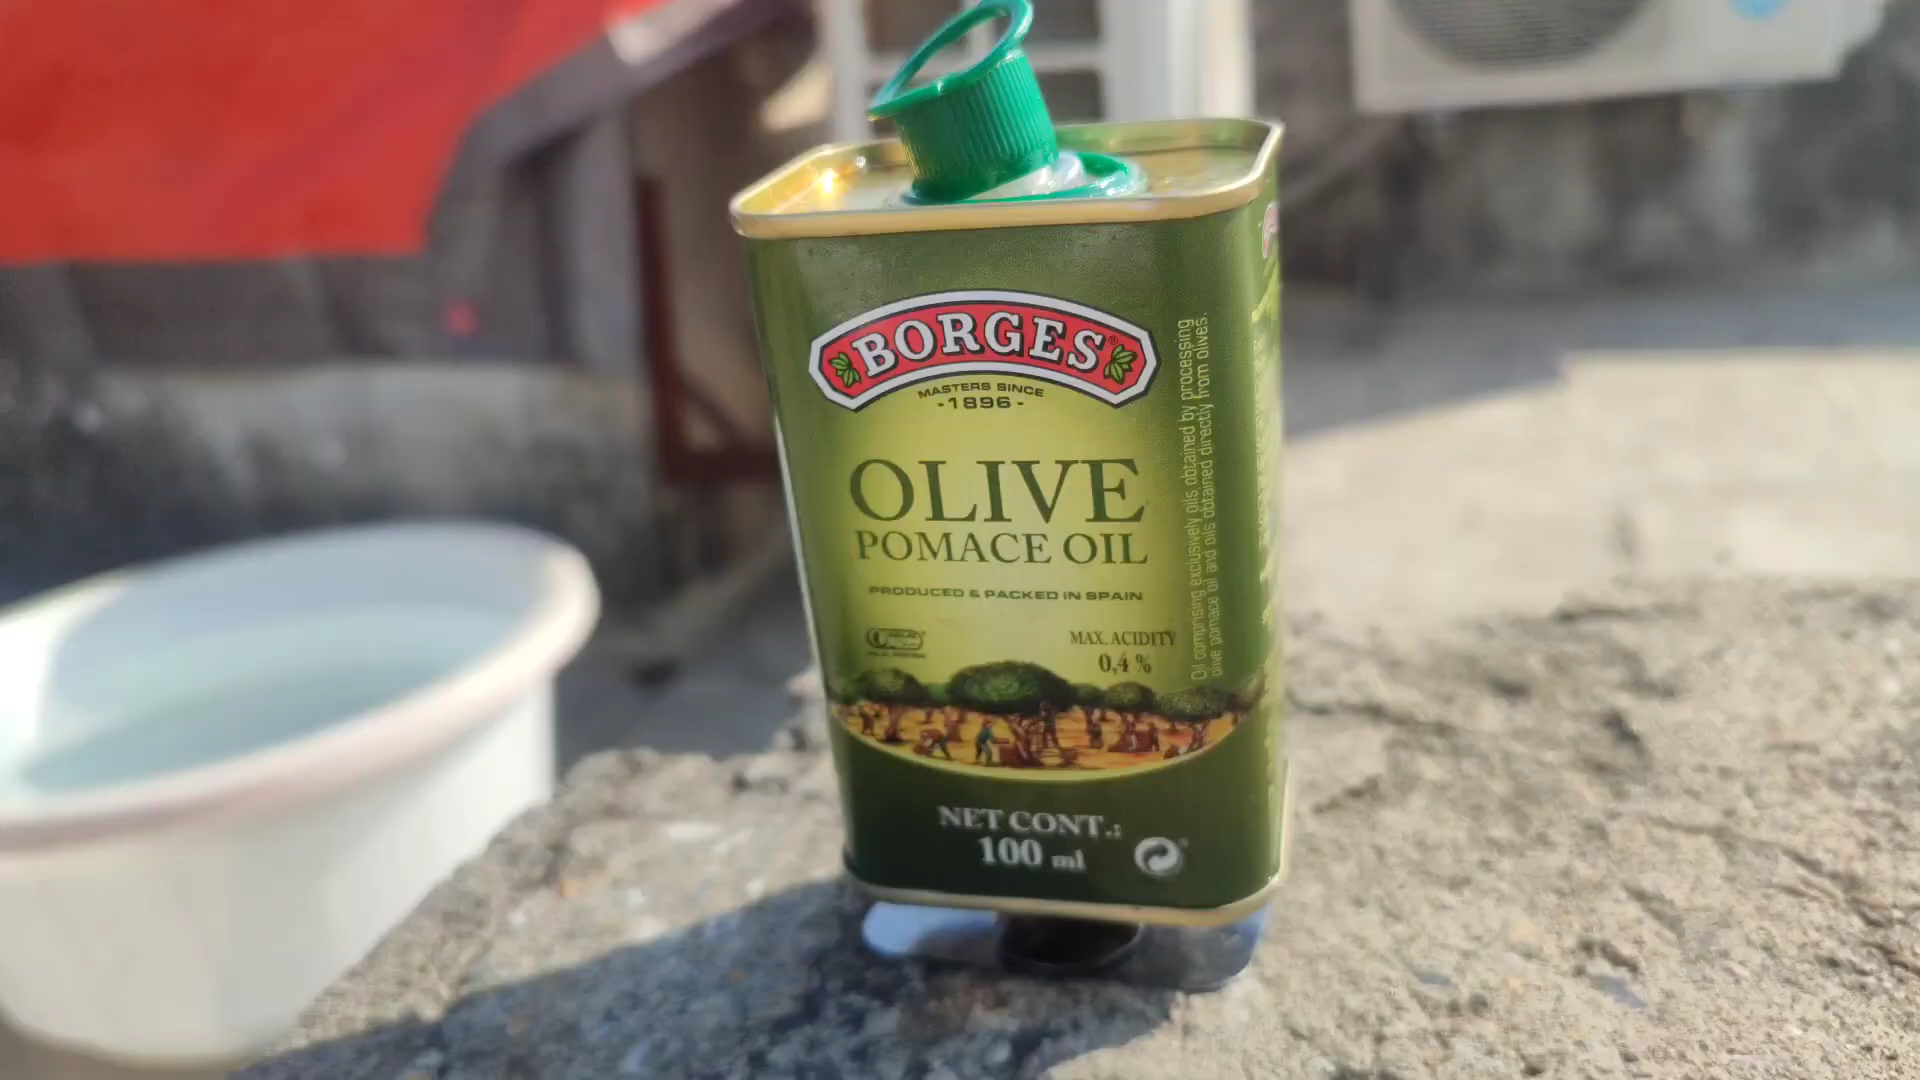 BORGES®
MASTERS SINCE
-1896-
OLIVE
POMACE OIL
PRODUCED & PACKED IN SPAIN
MAX. ACIDITY
0,4 %
Oil comprising exclusively oils obtained by processing
olive pomace oil and oils obtained directly from olives.
NET CONT.:
100 ml